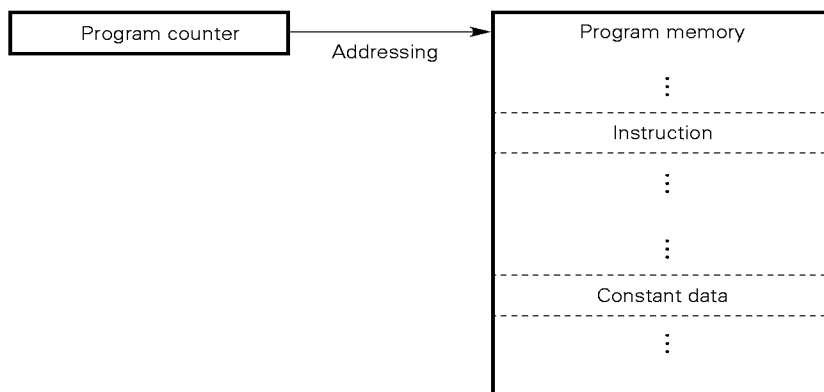 Program counter
Addressing
Program memory
Instruction
Constant data